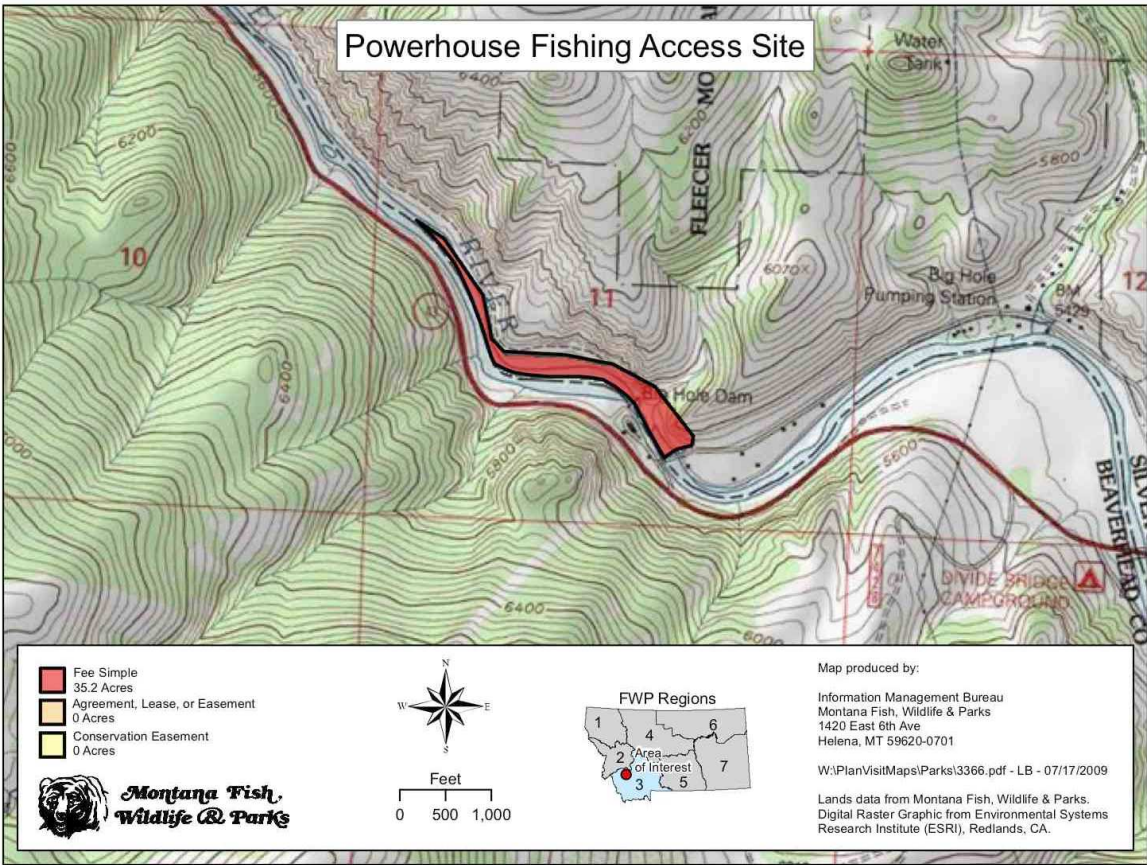 Powerhouse Fishing Access Site
6400
Water
Tank
6200
FLEECER
6200
5800
6600
10
RIVER
11
6070x
Big Hole
Pumping Station
BM
5429
12
43
6400
Big Hole Dam
5800
5600
BEAVERHEAD CO
DIVIDE BRIDGE
CAMPGROUND
6400
6000
Fee Simple
35.2 Acres
Agreement, Lease, or Easement
0 Acres
Conservation Easement
0 Acres
Montana Fish,
Wildlife & Parks
N
W E
S
Feet
0 500 1,000
FWP Regions
1
4
6
2
Area
of Interest
3
5
7
Map produced by:
Information Management Bureau
Montana Fish, Wildlife & Parks
1420 East 6th Ave
Helena, MT 59620-0701
W:\PlanVisitMaps\Parks\3366.pdf - LB - 07/17/2009
Lands data from Montana Fish, Wildlife & Parks.
Digital Raster Graphic from Environmental Systems
Research Institute (ESRI), Redlands, CA.